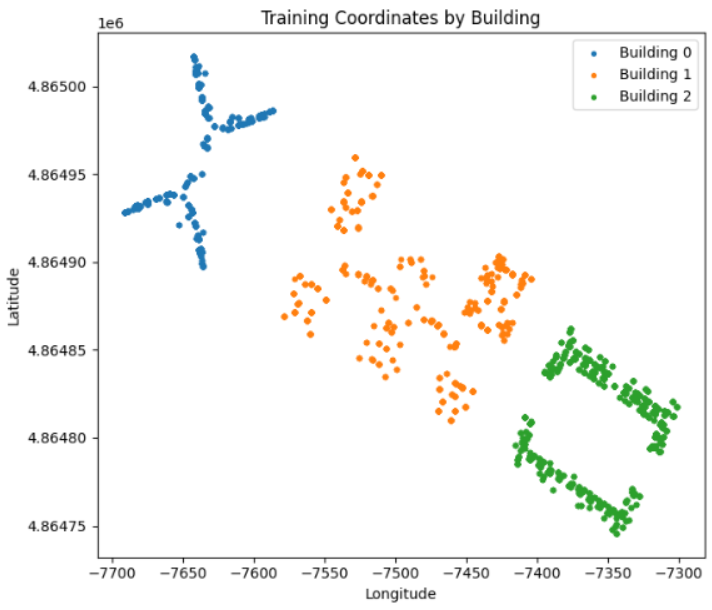 Training Coordinates by Building
1e6
Building 0
Building 1
Building 2
4.86500
4.86495
4.86490
4.86485
4.86480
4.86475
Latitude
−7700 −7650 −7600 −7550 −7500 −7450 −7400 −7350 −7300
Longitude